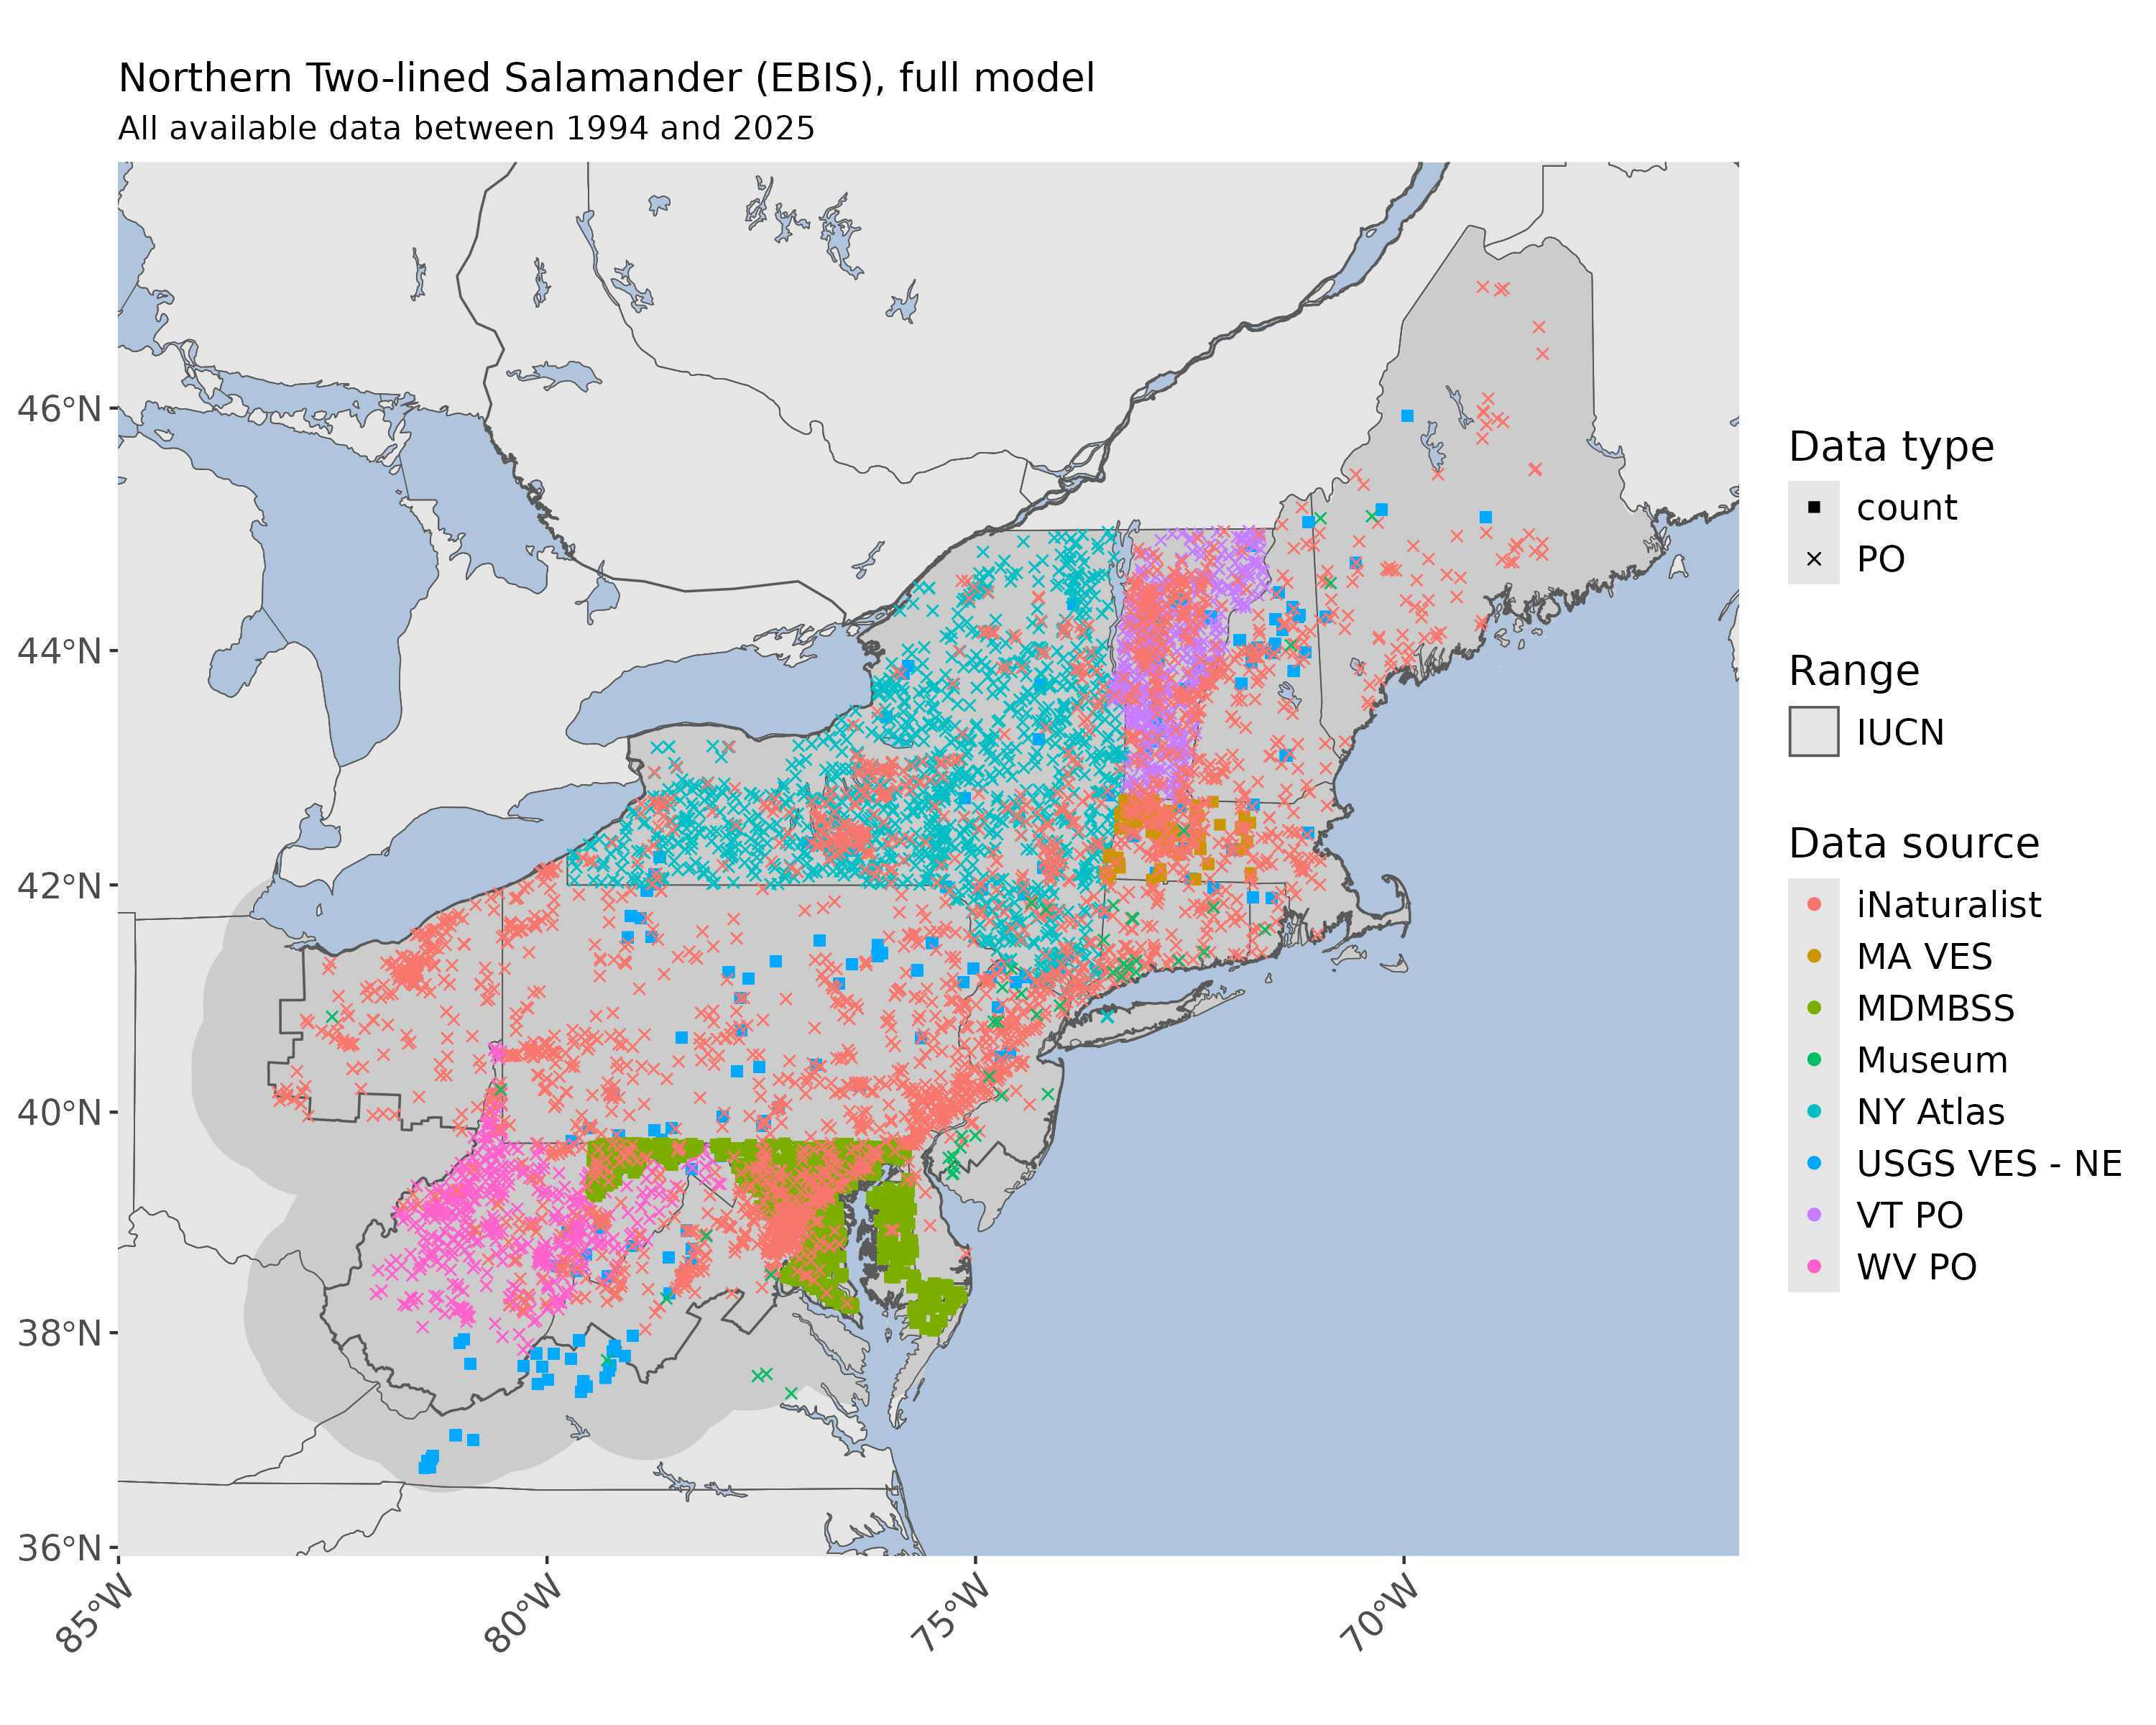 Northern Two-lined Salamander (EBIS), full model
All available data between 1994 and 2025
46°N
44°N
42°N
40°N
38°N
36°N
85°W
80°W
75°W
70°W
Data type
count
PO
Range
IUCN
Data source
iNaturalist
MA VES
MDMBSS
Museum
NY Atlas
USGS VES - NE
VT PO
WV PO